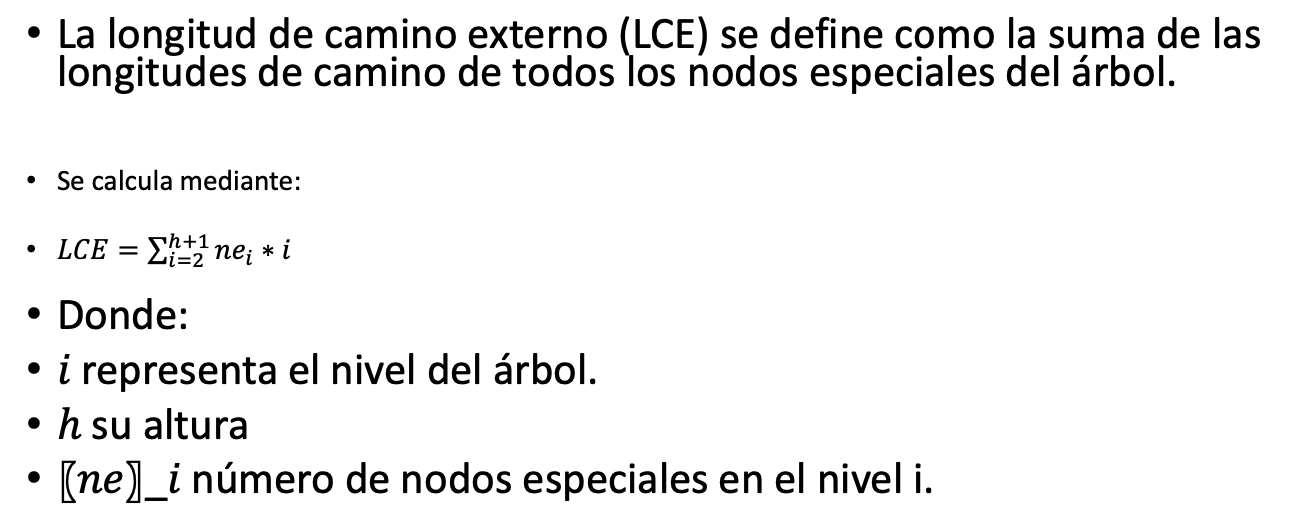 • La longitud de camino externo (LCE) se define como la suma de las
longitudes de camino de todos los nodos especiales del árbol.
• Se calcula mediante:
• 𝐿𝐶𝐸 = ∑_{𝑖=2}^{ℎ+1} 𝑛𝑒_𝑖 ∗ 𝑖
• Donde:
• 𝑖 representa el nivel del árbol.
• ℎ su altura
• 〖𝑛𝑒〗_𝑖 número de nodos especiales en el nivel i.